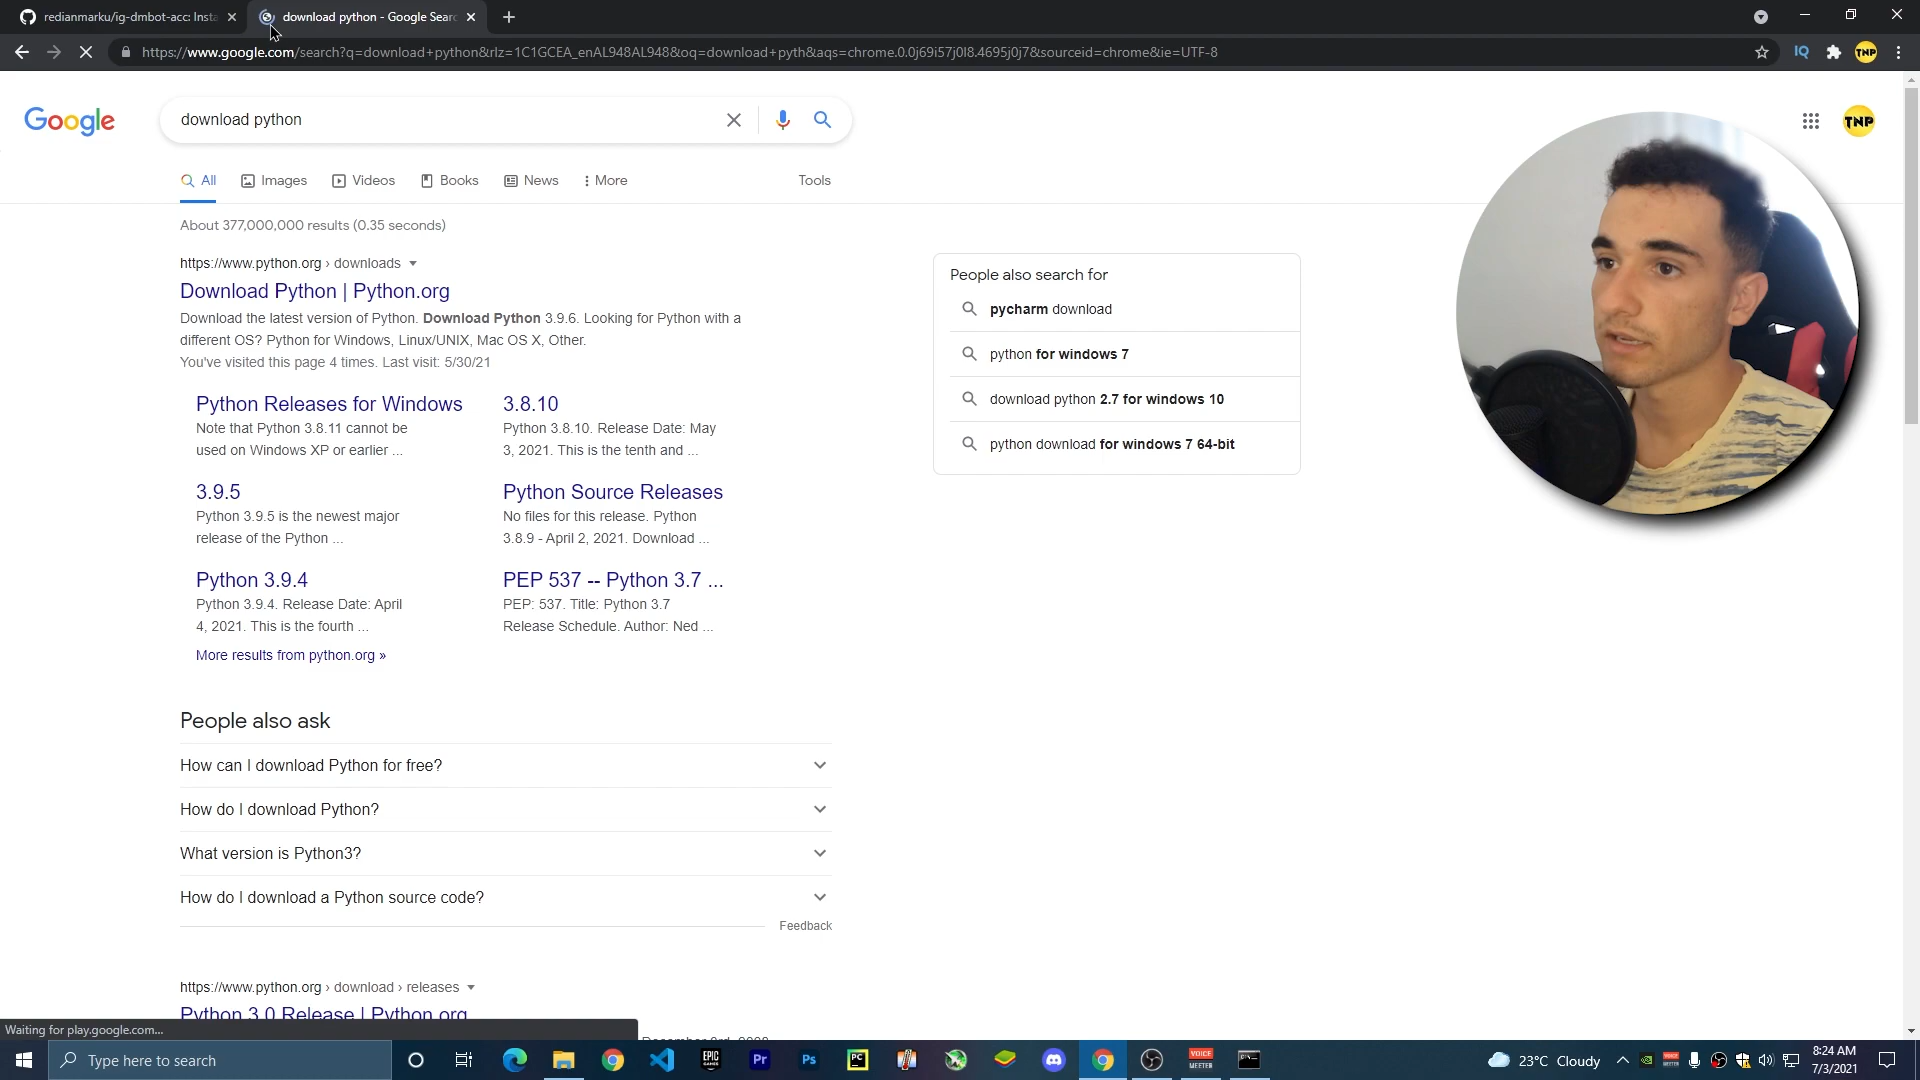 redianmarku/ig-dmbot-acc: Insta
download python - Google Searc
https://www.google.com/search?q=download+python&rlz=1C1GCEA_enAL948AL948&oq=download+pyth&aqs=chrome.0.0j69i57j0l8.4695j0j7&sourceid=chrome&ie=UTF-8
IQ
TNP
Google
download python
TNP
All
Images
Videos
Books
News
More
Tools
About 377,000,000 results (0.35 seconds)
https://www.python.org › downloads
Download Python | Python.org
Download the latest version of Python. Download Python 3.9.6. Looking for Python with a
different OS? Python for Windows, Linux/UNIX, Mac OS X, Other.
You've visited this page 4 times. Last visit: 5/30/21
Python Releases for Windows
Note that Python 3.8.11 cannot be
used on Windows XP or earlier ...
3.8.10
Python 3.8.10. Release Date: May
3, 2021. This is the tenth and ...
3.9.5
Python 3.9.5 is the newest major
release of the Python ...
Python Source Releases
No files for this release. Python
3.8.9 - April 2, 2021. Download ...
Python 3.9.4
Python 3.9.4. Release Date: April
4, 2021. This is the fourth ...
PEP 537 -- Python 3.7 ...
PEP: 537. Title: Python 3.7
Release Schedule. Author: Ned ...
More results from python.org »
People also search for
pycharm download
python for windows 7
download python 2.7 for windows 10
python download for windows 7 64-bit
People also ask
How can I download Python for free?
How do I download Python?
What version is Python3?
How do I download a Python source code?
Feedback
https://www.python.org › download › releases
Python 3.0 Release | Python.org
Waiting for play.google.com...
Type here to search
EPIC GAMES
Pr
Ps
PC
VOICE MEETER
23°C Cloudy
8:24 AM
7/3/2021